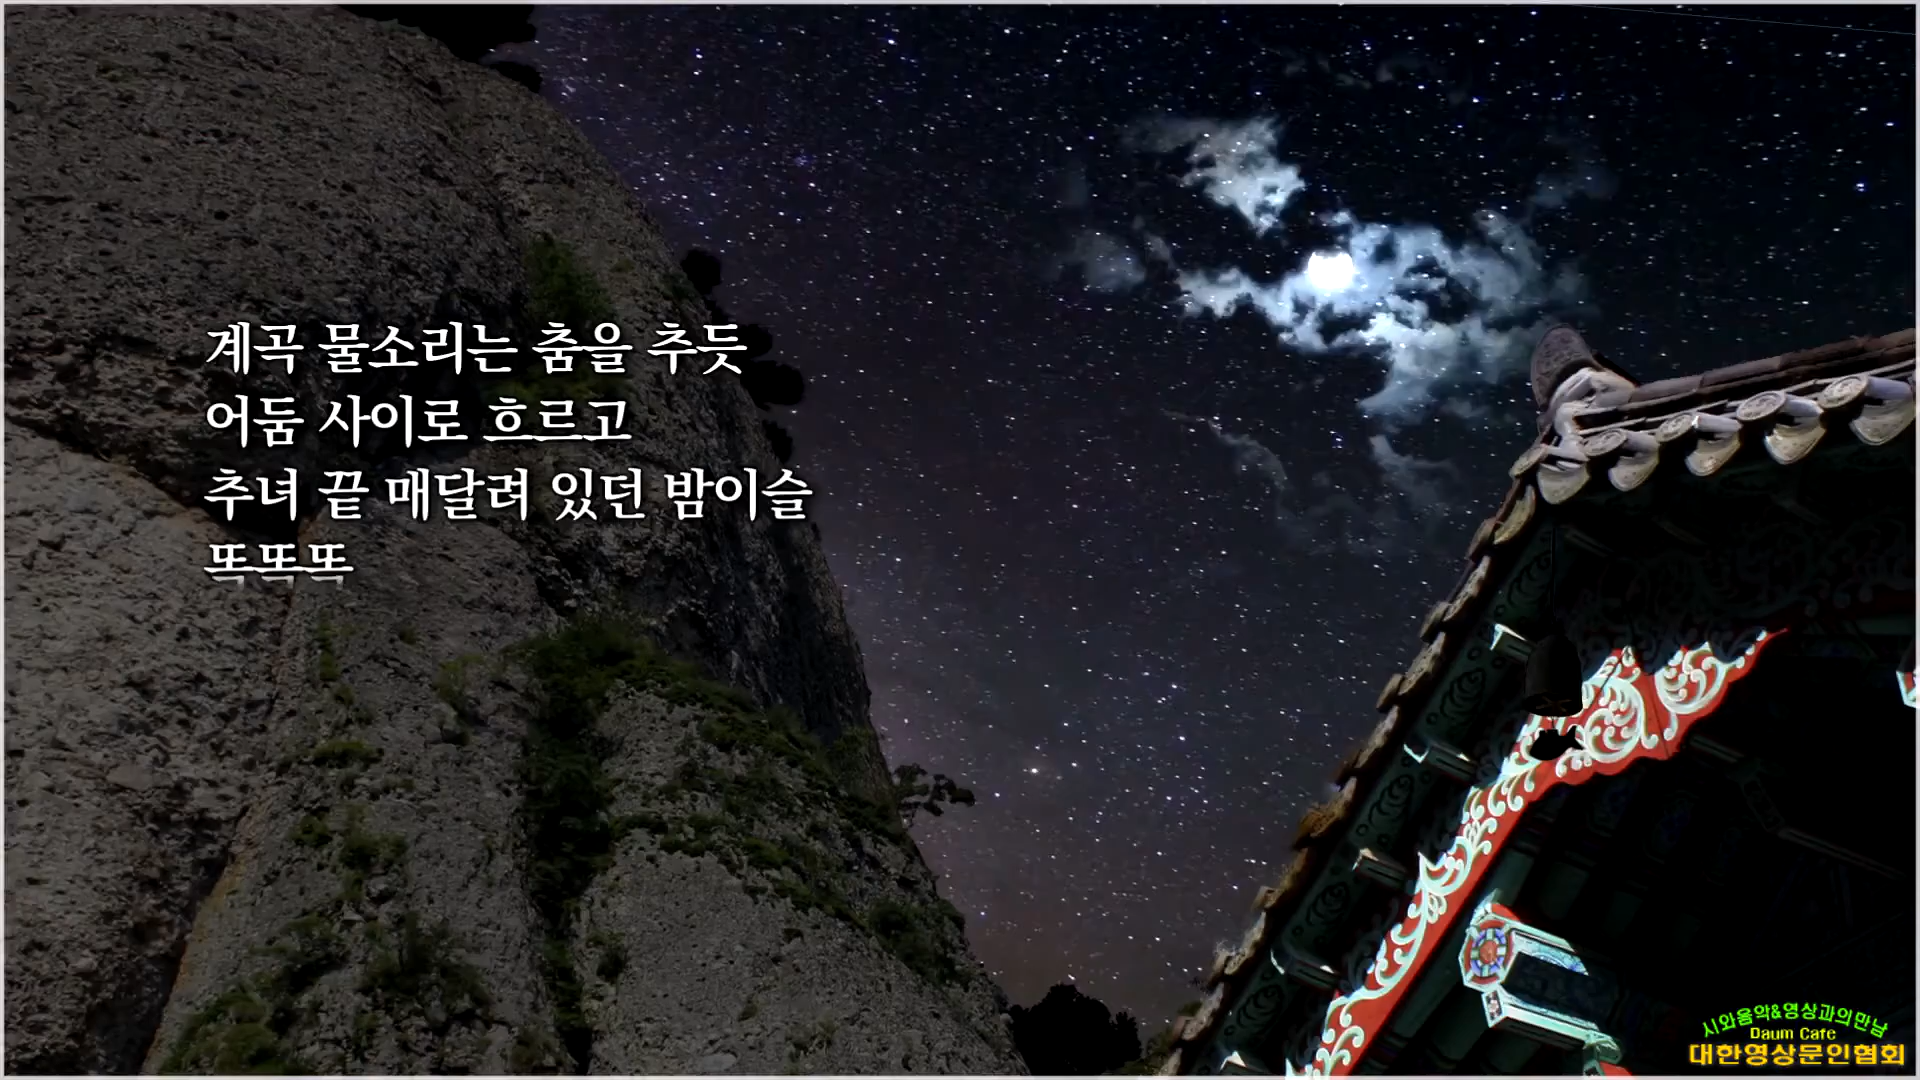 계곡 물소리는 춤을 추듯
어둠 사이로 흐르고
추녀 끝 매달려 있던 밤이슬
똑똑똑
시와음악&영상과의만남
Daum Cafe
대한영상문인협회